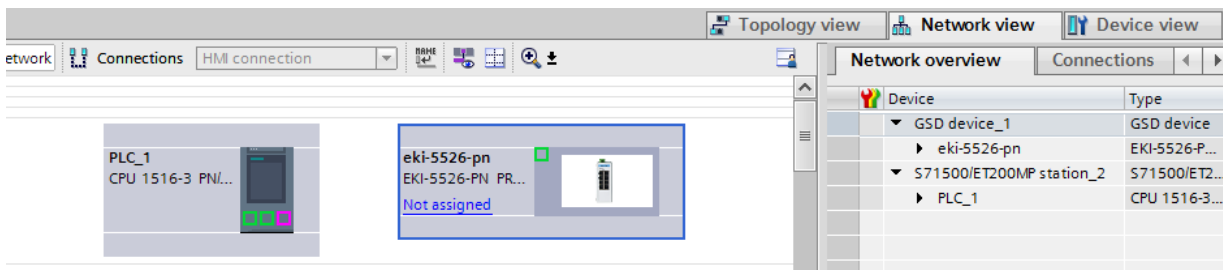 Topology view Network view Device view
etwork Connections HMI connection
Network overview Connections
Device Type
GSD device_1 GSD device
eki-5526-pn EKI-5526-P...
S71500/ET200MP station_2 S71500/ET2...
PLC_1 CPU 1516-3...
PLC_1
CPU 1516-3 PN/...
eki-5526-pn
EKI-5526-PN PR...
Not assigned